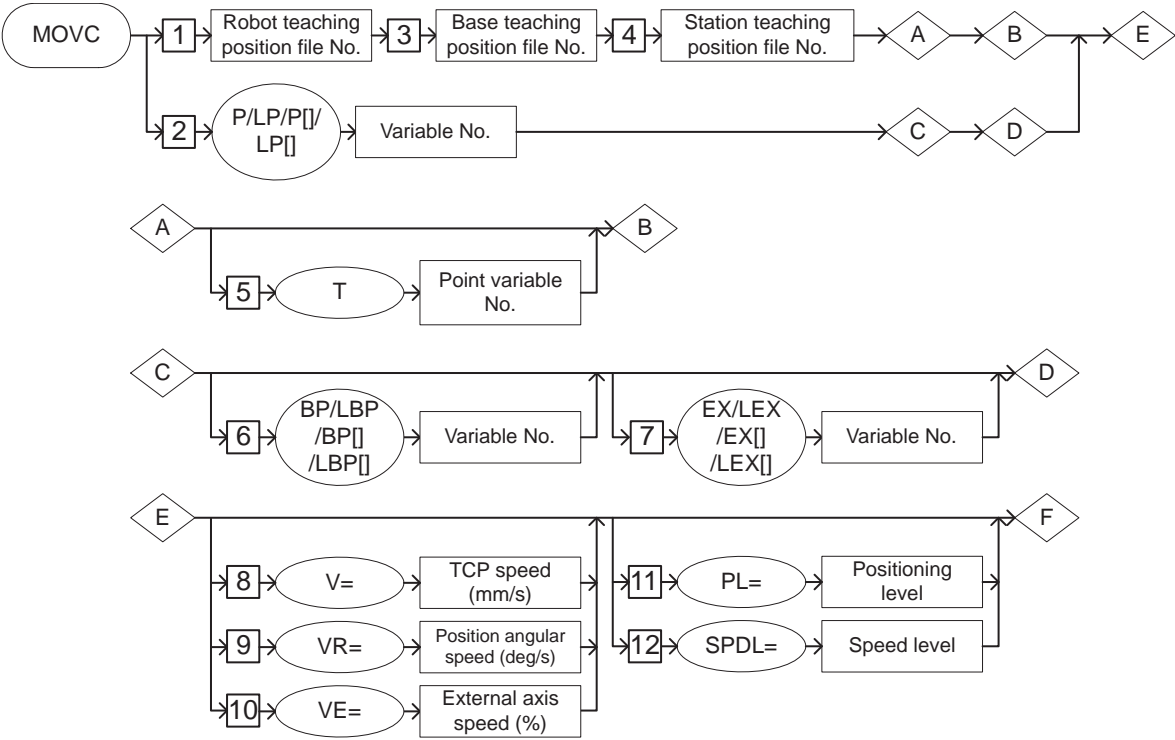 MOVC
1
Robot teaching
position file No.
3
Base teaching
position file No.
4
Station teaching
position file No.
A
B
E
2
P/LP/P[]/
LP[]
Variable No.
C
D
A
B
5
T
Point variable
No.
C
D
6
BP/LBP
/BP[]
/LBP[]
Variable No.
7
EX/LEX
/EX[]
/LEX[]
Variable No.
E
F
8
V=
TCP speed
(mm/s)
11
PL=
Positioning
level
9
VR=
Position angular
speed (deg/s)
12
SPDL=
Speed level
10
VE=
External axis
speed (%)